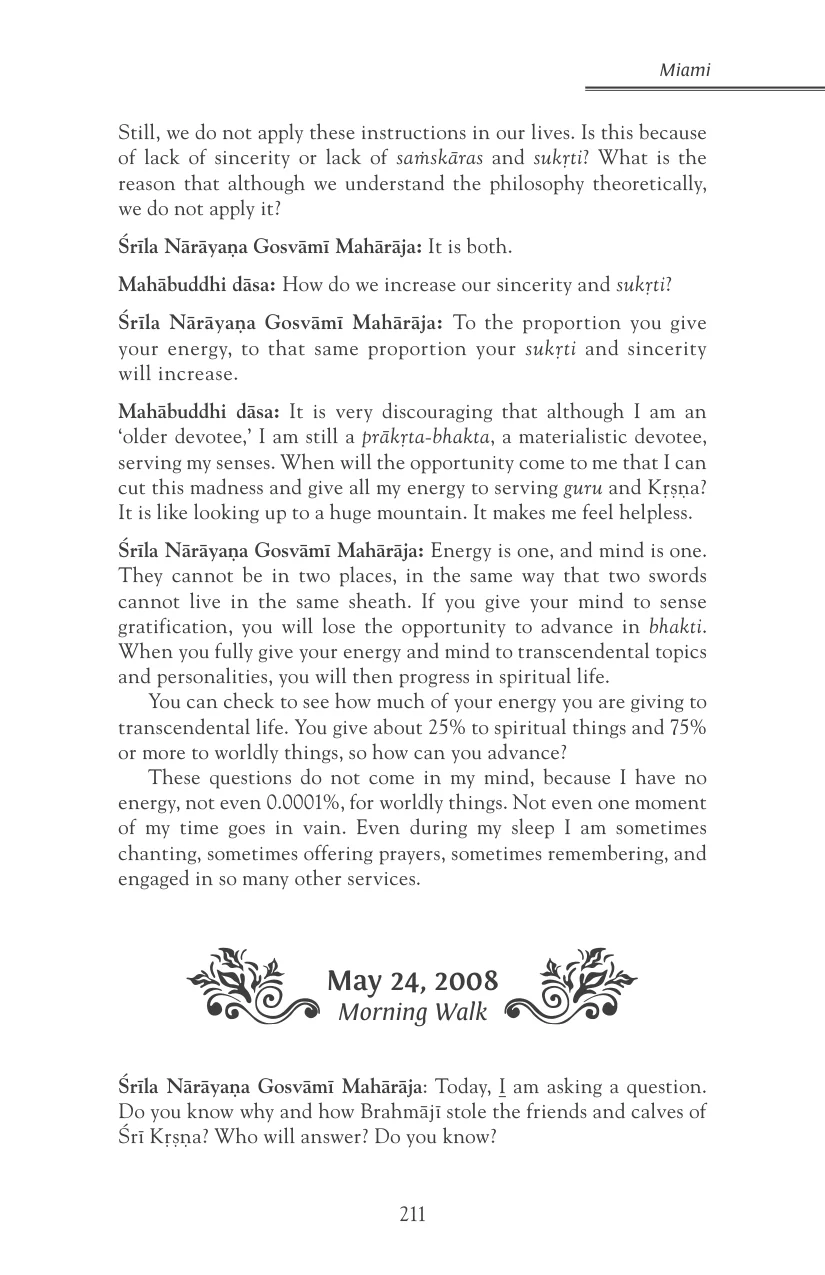 Miami
Still, we do not apply these instructions in our lives. Is this because
of lack of sincerity or lack of saṁskāras and sukṛti? What is the
reason that although we understand the philosophy theoretically,
we do not apply it?
Śrīla Nārāyaṇa Gosvāmī Mahārāja: It is both.
Mahābuddhi dāsa: How do we increase our sincerity and sukṛti?
Śrīla Nārāyaṇa Gosvāmī Mahārāja: To the proportion you give
your energy, to that same proportion your sukṛti and sincerity
will increase.
Mahābuddhi dāsa: It is very discouraging that although I am an
‘older devotee,’ I am still a prākṛta-bhakta, a materialistic devotee,
serving my senses. When will the opportunity come to me that I can
cut this madness and give all my energy to serving guru and Kṛṣṇa?
It is like looking up to a huge mountain. It makes me feel helpless.
Śrīla Nārāyaṇa Gosvāmī Mahārāja: Energy is one, and mind is one.
They cannot be in two places, in the same way that two swords
cannot live in the same sheath. If you give your mind to sense
gratification, you will lose the opportunity to advance in bhakti.
When you fully give your energy and mind to transcendental topics
and personalities, you will then progress in spiritual life.
You can check to see how much of your energy you are giving to
transcendental life. You give about 25% to spiritual things and 75%
or more to worldly things, so how can you advance?
These questions do not come in my mind, because I have no
energy, not even 0.0001%, for worldly things. Not even one moment
of my time goes in vain. Even during my sleep I am sometimes
chanting, sometimes offering prayers, sometimes remembering, and
engaged in so many other services.
May 24, 2008
Morning Walk
Śrīla Nārāyaṇa Gosvāmī Mahārāja: Today, I am asking a question.
Do you know why and how Brahmājī stole the friends and calves of
Śrī Kṛṣṇa? Who will answer? Do you know?
211